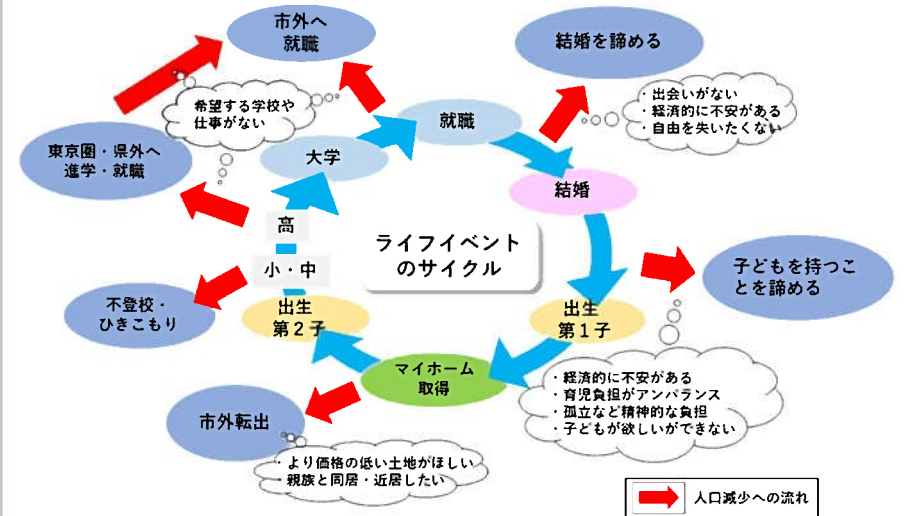 市外へ
就職
結婚を諦める
・出会いがない
・経済的に不安がある
・自由を失いたくない
希望する学校や
仕事がない
就職
大学
東京圏・県外へ
進学・就職
結婚
高
ライフイベント
のサイクル
小・中
子どもを持つこ
とを諦める
不登校・
ひきこもり
出生
第2子
出生
第1子
マイホーム
取得
・経済的に不安がある
・育児負担がアンバランス
・孤立など精神的な負担
・子どもが欲しいができない
市外転出
・より価格の低い土地がほしい
・親族と同居・近居したい
人口減少への流れ